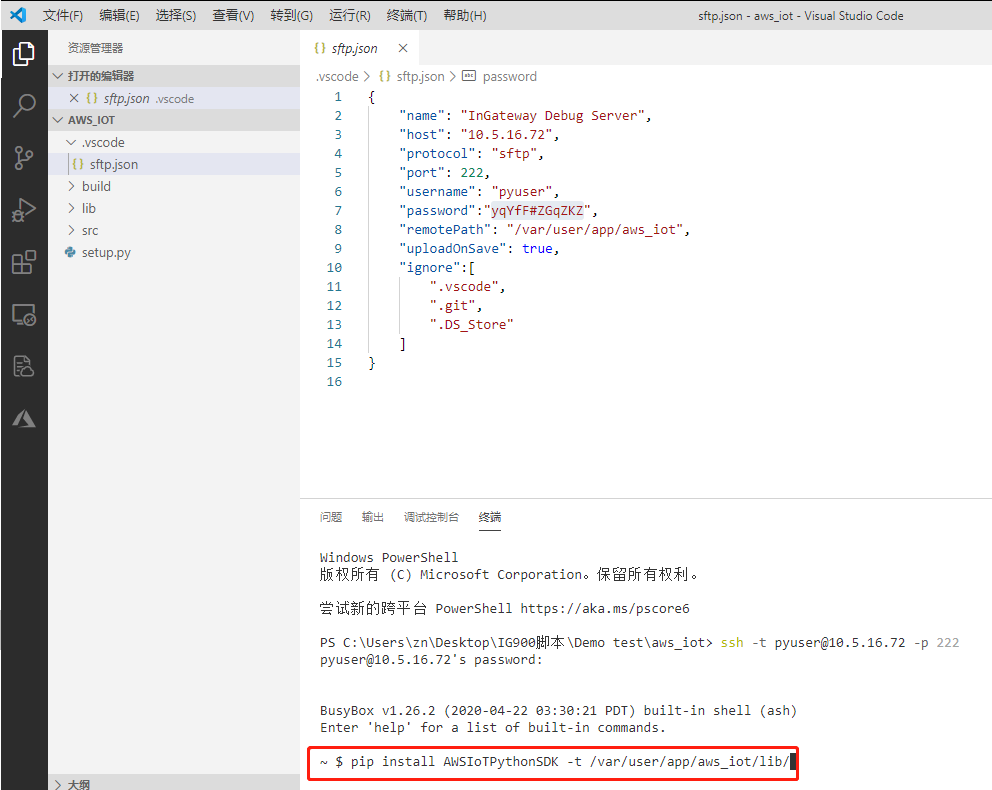 文件(F) 编辑(E) 选择(S) 查看(V) 转到(G) 运行(R) 终端(T) 帮助(H) sftp.json - aws_iot - Visual Studio Code
资源管理器
打开的编辑器
sftp.json .vscode
AWS_IOT
.vscode
{} sftp.json
build
lib
src
setup.py
大纲
{} sftp.json
.vscode > {} sftp.json > abc password
1 {
2 "name": "InGateway Debug Server",
3 "host": "10.5.16.72",
4 "protocol": "sftp",
5 "port": 222,
6 "username": "pyuser",
7 "password":"yqYfF#ZGqZKZ",
8 "remotePath": "/var/user/app/aws_iot",
9 "uploadOnSave": true,
10 "ignore":[
11 ".vscode",
12 ".git",
13 ".DS_Store"
14 ]
15 }
16
问题 输出 调试控制台 终端
Windows PowerShell
版权所有 (C) Microsoft Corporation。保留所有权利。
尝试新的跨平台 PowerShell https://aka.ms/pscore6
PS C:\Users\zn\Desktop\IG900脚本\Demo test\aws_iot> ssh -t pyuser@10.5.16.72 -p 222
pyuser@10.5.16.72's password:
BusyBox v1.26.2 (2020-04-22 03:30:21 PDT) built-in shell (ash)
Enter 'help' for a list of built-in commands.
~ $ pip install AWSIoTPythonSDK -t /var/user/app/aws_iot/lib/